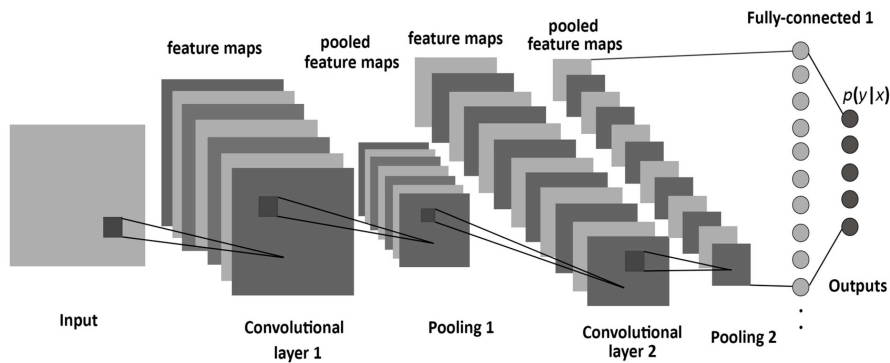 feature maps
pooled
feature maps
feature maps
pooled
feature maps
Fully-connected 1
p(y|x)
Input
Convolutional
layer 1
Pooling 1
Convolutional
layer 2
Pooling 2
Outputs